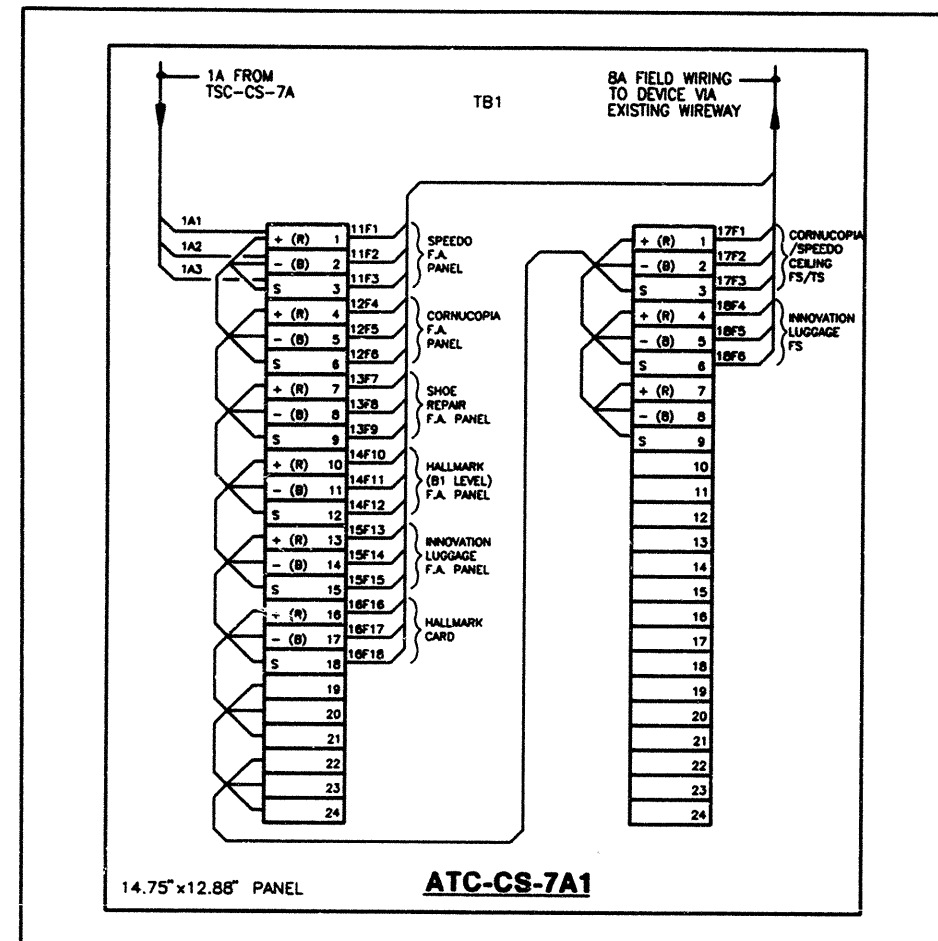 1A FROM
TSC-CS-7A
TB1
8A FIELD WIRING
TO DEVICE VIA
EXISTING WIREWAY
1A1
1A2
1A3
+ (R) 1 11F1
- (B) 2 11F2
S 3 11F3
SPEEDO
F.A.
PANEL
+ (R) 4 12F4
- (B) 5 12F5
S 6 12F6
CORNUCOPIA
F.A.
PANEL
+ (R) 7 13F7
- (B) 8 13F8
S 9 13F9
SHOE
REPAIR
F.A. PANEL
+ (R) 10 14F10
- (B) 11 14F11
S 12 14F12
HALLMARK
(B1 LEVEL)
F.A. PANEL
+ (R) 13 15F13
- (B) 14 15F14
S 15 15F15
INNOVATION
LUGGAGE
F.A. PANEL
+ (R) 16 16F16
- (B) 17 16F17
S 18 16F18
HALLMARK
CARD
19
20
21
22
23
24
+ (R) 1 17F1
- (B) 2 17F2
S 3 17F3
CORNUCOPIA
/SPEEDO
CEILING
FS/TS
+ (R) 4 18F4
- (B) 5 18F5
S 6 18F6
INNOVATION
LUGGAGE
FS
+ (R) 7
- (B) 8
S 9
10
11
12
13
14
15
16
17
18
19
20
21
22
23
24
14.75"x12.88" PANEL
ATC-CS-7A1